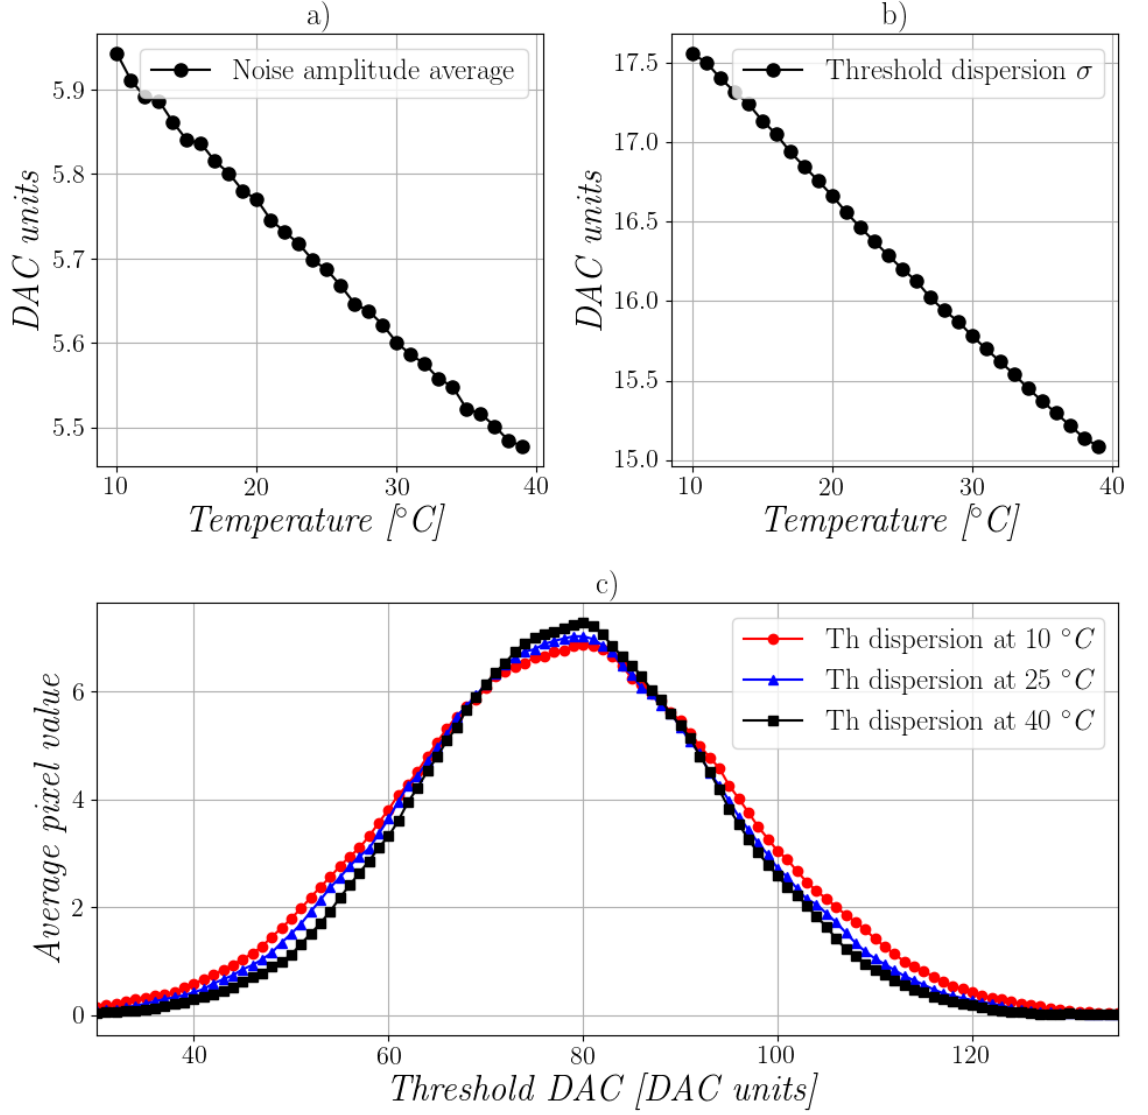 a)
Noise amplitude average
5.9
5.8
5.7
5.6
5.5
DAC units
10 20 30 40
Temperature [°C]
b)
Threshold dispersion σ
17.5
17.0
16.5
16.0
15.5
15.0
DAC units
10 20 30 40
Temperature [°C]
c)
Th dispersion at 10 °C
Th dispersion at 25 °C
Th dispersion at 40 °C
6
4
2
0
Average pixel value
40 60 80 100 120
Threshold DAC [DAC units]